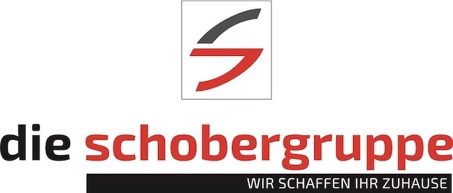 die schobergruppe
WIR SCHAFFEN IHR ZUHAUSE